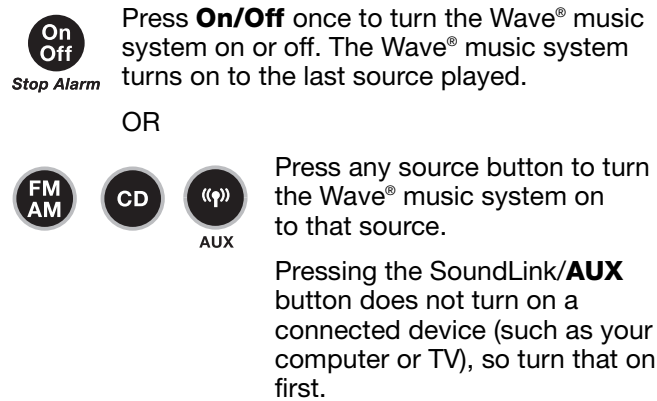 On
Off
Stop Alarm
Press On/Off once to turn the Wave® music
system on or off. The Wave® music system
turns on to the last source played.
OR
FM
AM
CD
AUX
Press any source button to turn
the Wave® music system on
to that source.
Pressing the SoundLink/AUX
button does not turn on a
connected device (such as your
computer or TV), so turn that on
first.